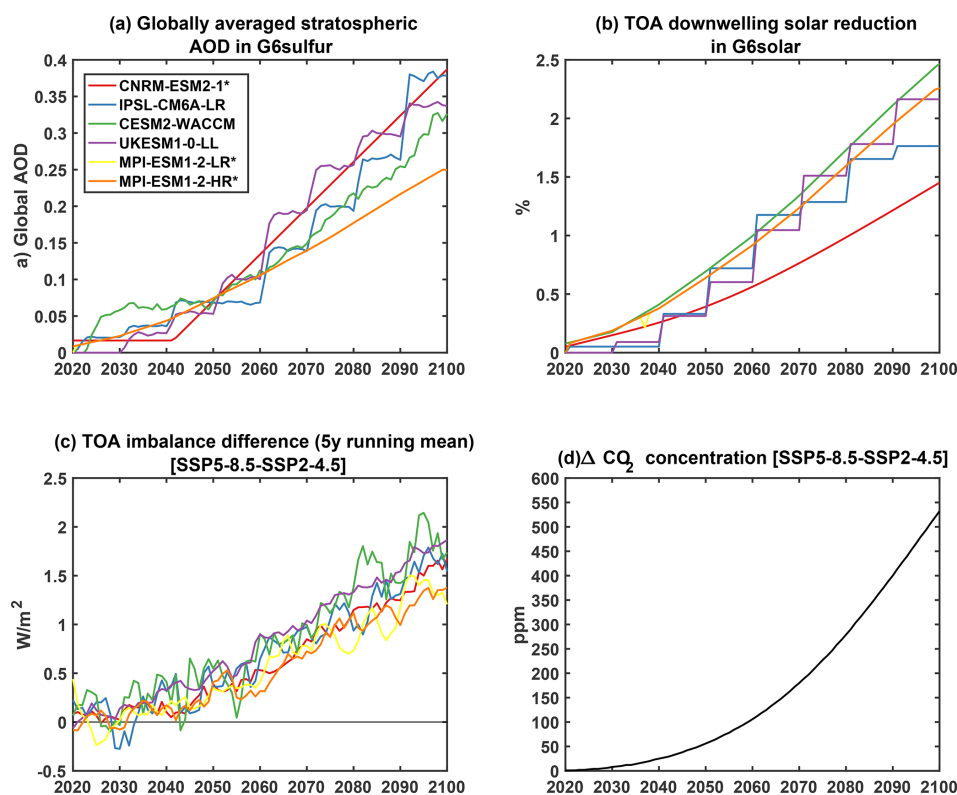 (a) Globally averaged stratospheric
AOD in G6sulfur
0.4
0.35
0.3
0.25
0.2
0.15
0.1
0.05
0
a) Global AOD
CNRM-ESM2-1*
IPSL-CM6A-LR
CESM2-WACCM
UKESM1-0-LL
MPI-ESM1-2-LR*
MPI-ESM1-2-HR*
2020 2030 2040 2050 2060 2070 2080 2090 2100
(b) TOA downwelling solar reduction
in G6solar
2.5
2
1.5
1
0.5
0
%
2020 2030 2040 2050 2060 2070 2080 2090 2100
(c) TOA imbalance difference (5y running mean)
[SSP5-8.5-SSP2-4.5]
2.5
2
1.5
1
0.5
0
-0.5
W/m²
2020 2030 2040 2050 2060 2070 2080 2090 2100
(d)Δ CO₂ concentration [SSP5-8.5-SSP2-4.5]
600
550
500
450
400
350
300
250
200
150
100
50
0
ppm
2020 2030 2040 2050 2060 2070 2080 2090 2100